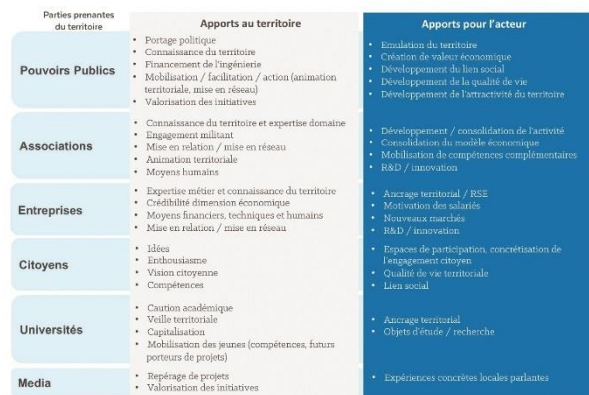 Parties prenantes
du territoire
Apports au territoire
Apports pour l'acteur
Pouvoirs Publics
• Portage politique
• Connaissance du territoire
• Financement de l'ingénierie
• Mobilisation / facilitation / action (animation
territoriale, mise en réseau)
• Valorisation des initiatives
• Emulation du territoire
• Création de valeur économique
• Développement du lien social
• Développement de la qualité de vie
• Développement de l'attractivité du territoire
Associations
• Connaissance du territoire et expertise domaine
• Engagement militant
• Mise en relation / mise en réseau
• Animation territoriale
• Moyens humains
• Développement / consolidation de l'activité
• Consolidation du modèle économique
• Mobilisation de compétences complémentaires
• R&D / innovation
Entreprises
• Expertise métier et connaissance du territoire
• Crédibilité dimension économique
• Moyens financiers, techniques et humains
• Mise en relation / mise en réseau
• Ancrage territorial / RSE
• Motivation des salariés
• Nouveaux marchés
• R&D / innovation
Citoyens
• Idées
• Enthousiasme
• Vision citoyenne
• Compétences
• Espaces de participation, concrétisation de
l'engagement citoyen
• Qualité de vie territoriale
• Lien social
Universités
• Caution académique
• Veille territoriale
• Capitalisation
• Mobilisation des jeunes (compétences, futurs
porteurs de projets)
• Ancrage territorial
• Objets d'étude / recherche
Media
• Repérage de projets
• Valorisation des initiatives
• Expériences concrètes locales parlantes